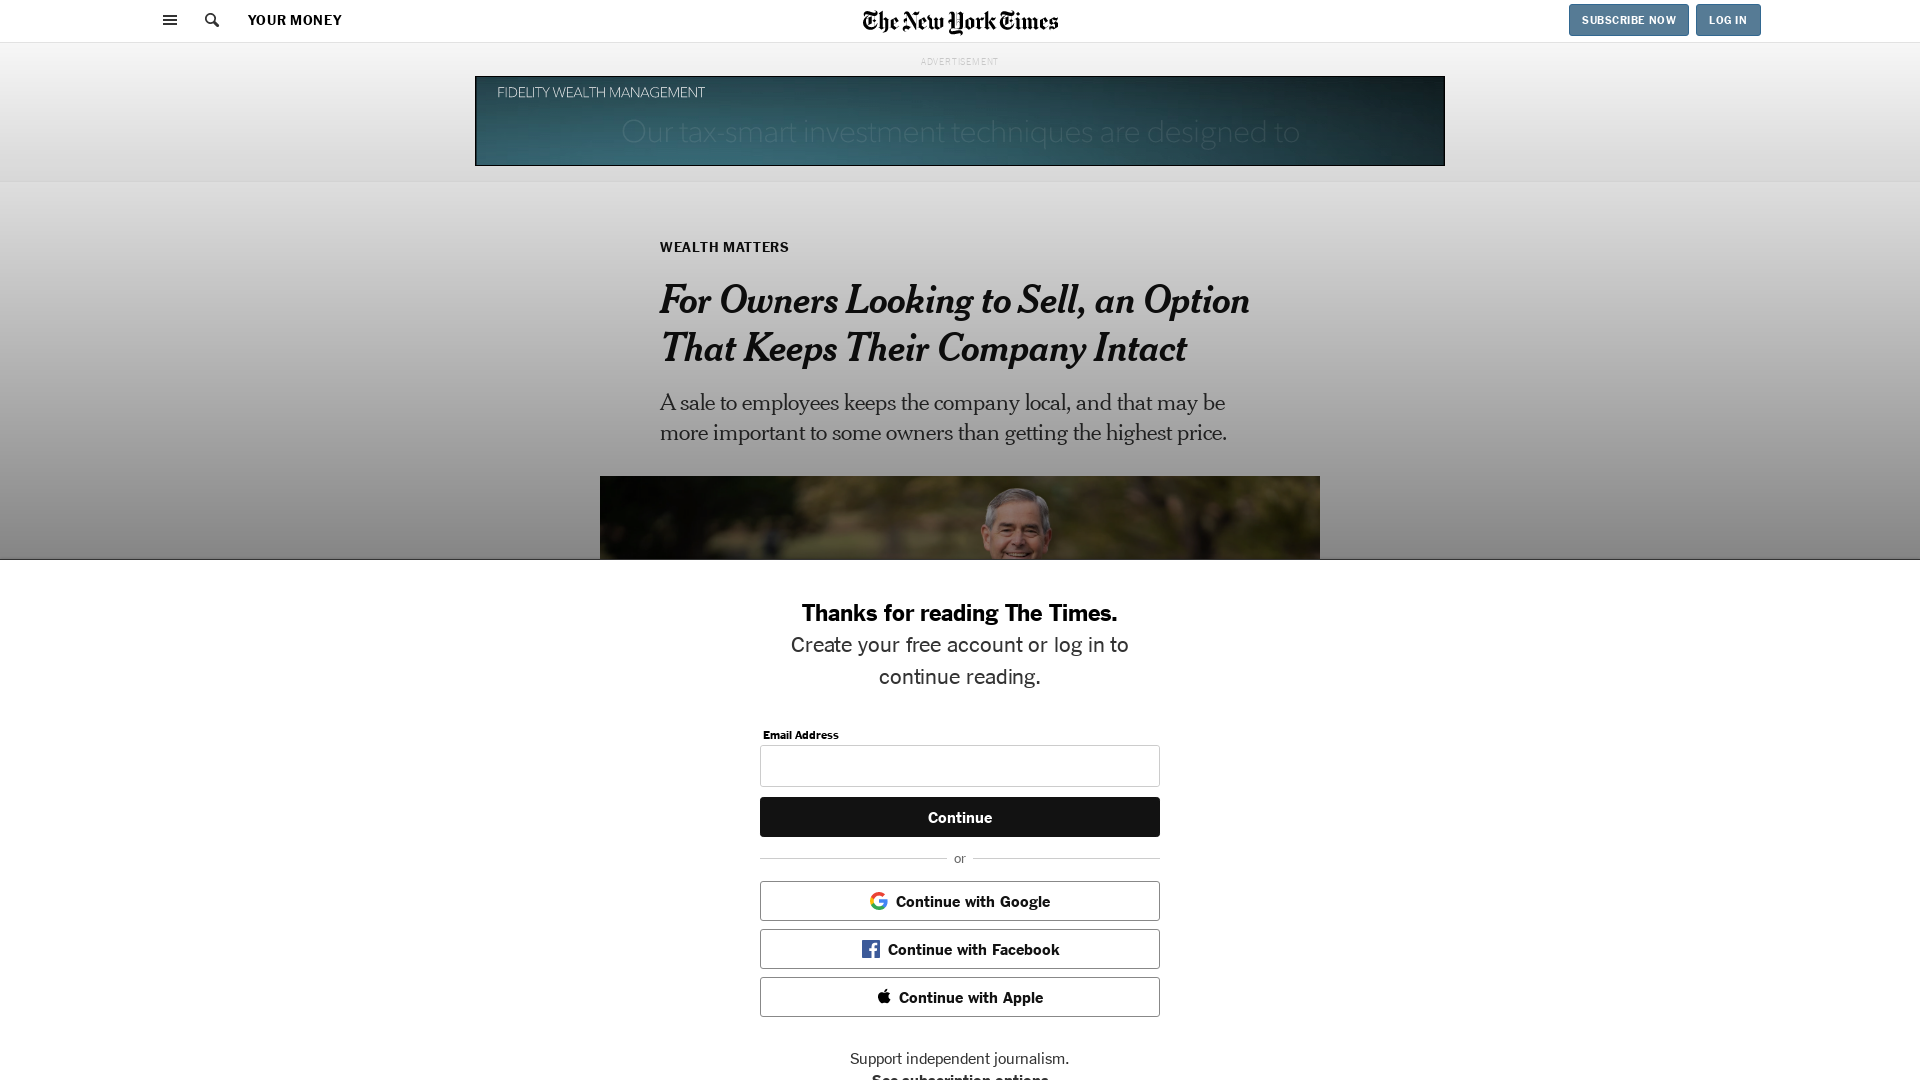 YOUR MONEY
The New York Times
SUBSCRIBE NOW
LOG IN
ADVERTISEMENT
FIDELITY WEALTH MANAGEMENT
Our tax-smart investment techniques are designed to
WEALTH MATTERS
For Owners Looking to Sell, an Option
That Keeps Their Company Intact
A sale to employees keeps the company local, and that may be
more important to some owners than getting the highest price.
Thanks for reading The Times.
Create your free account or log in to
continue reading.
Email Address
Continue
or
Continue with Google
Continue with Facebook
Continue with Apple
Support independent journalism.
See subscription options